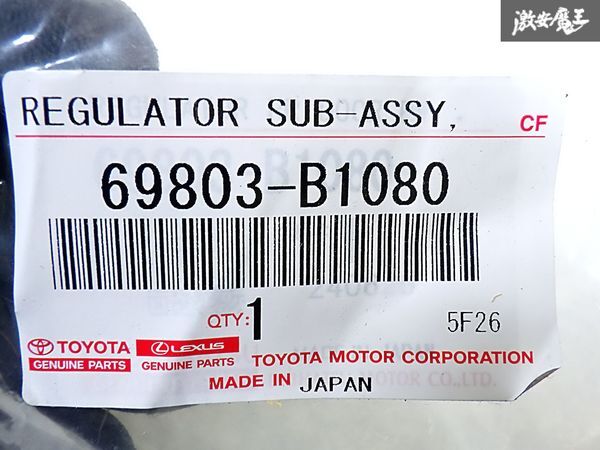 激安魔王
REGULATOR SUB-ASSY,
CF
69803-B1080
QTY: 1
5F26
TOYOTA
GENUINE PARTS
LEXUS
GENUINE PARTS
TOYOTA MOTOR CORPORATION
MADE IN JAPAN